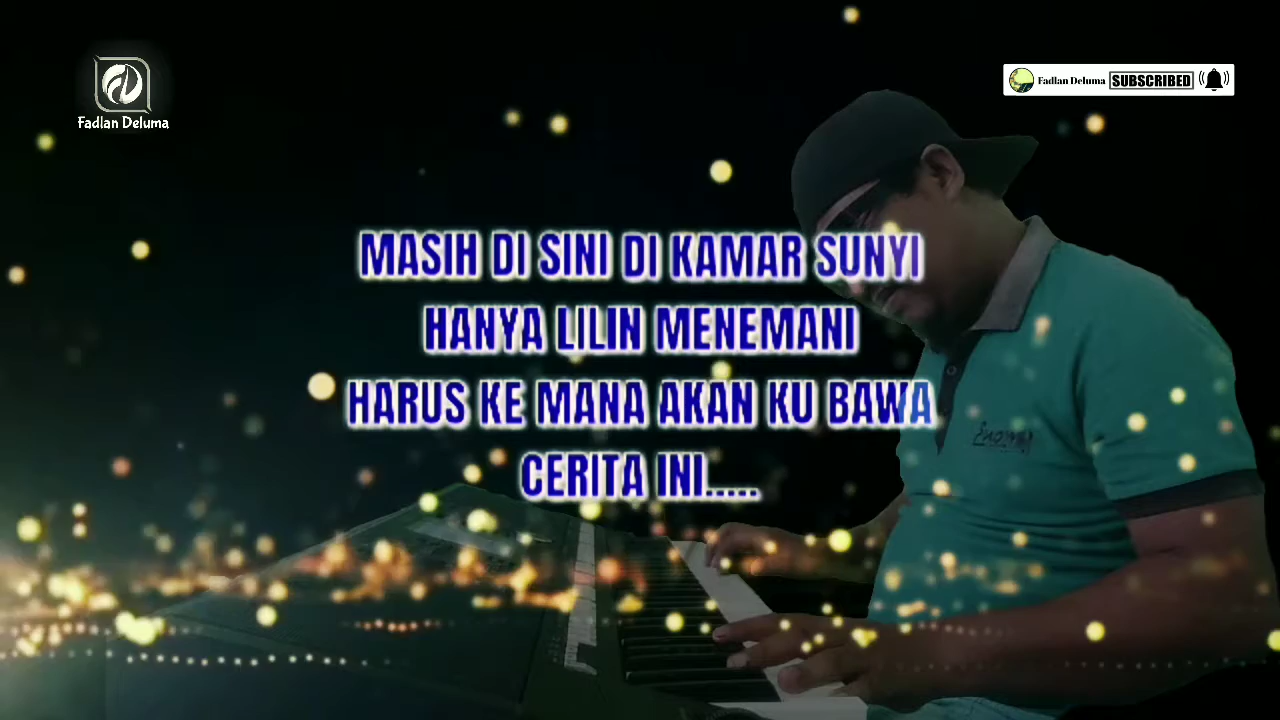 Fadlan Deluma
Fadlan Deluma SUBSCRIBED
MASIH DI SINI DI KAMAR SUNYI
HANYA LILIN MENEMANI
HARUS KE MANA AKAN KU BAWA
CERITA INI.....